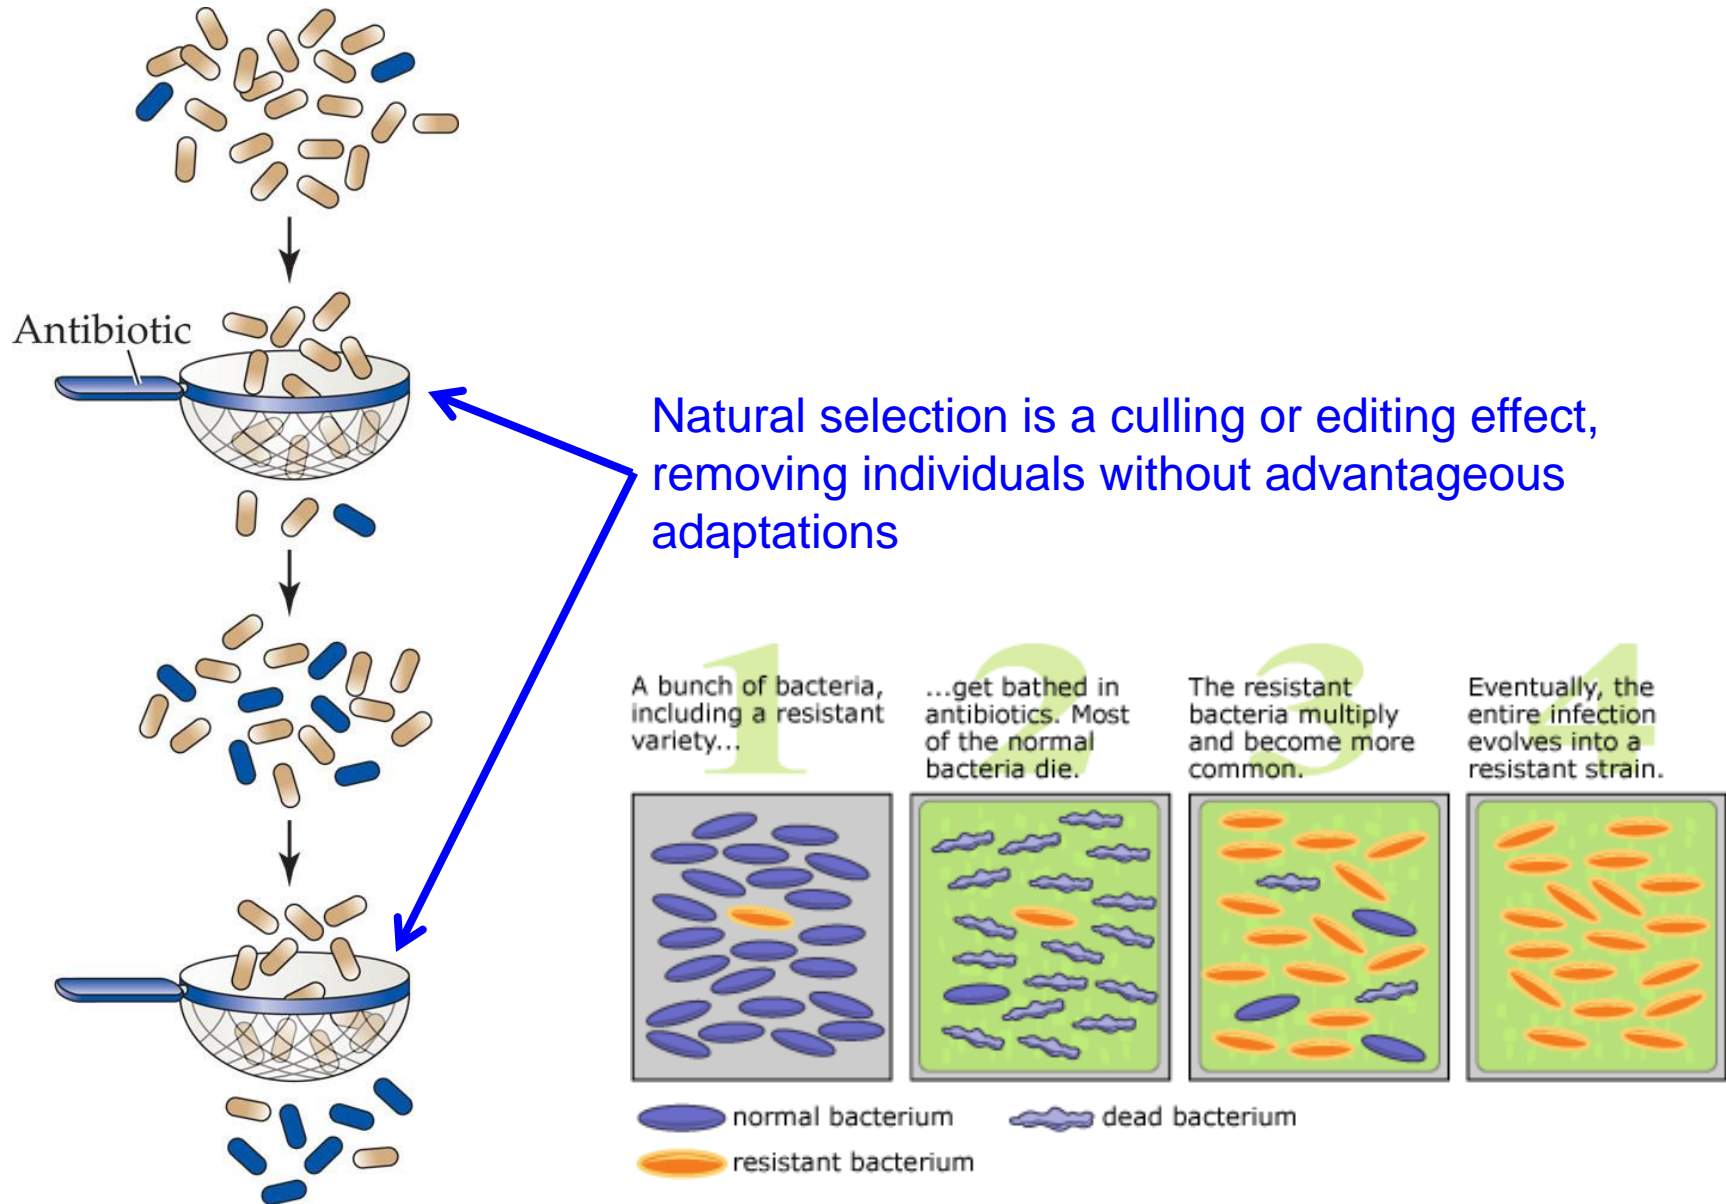 Antibiotic
Natural selection is a culling or editing effect,
removing individuals without advantageous
adaptations
1
A bunch of bacteria,
including a resistant
variety...
2
...get bathed in
antibiotics. Most
of the normal
bacteria die.
3
The resistant
bacteria multiply
and become more
common.
4
Eventually, the
entire infection
evolves into a
resistant strain.
normal bacterium
dead bacterium
resistant bacterium